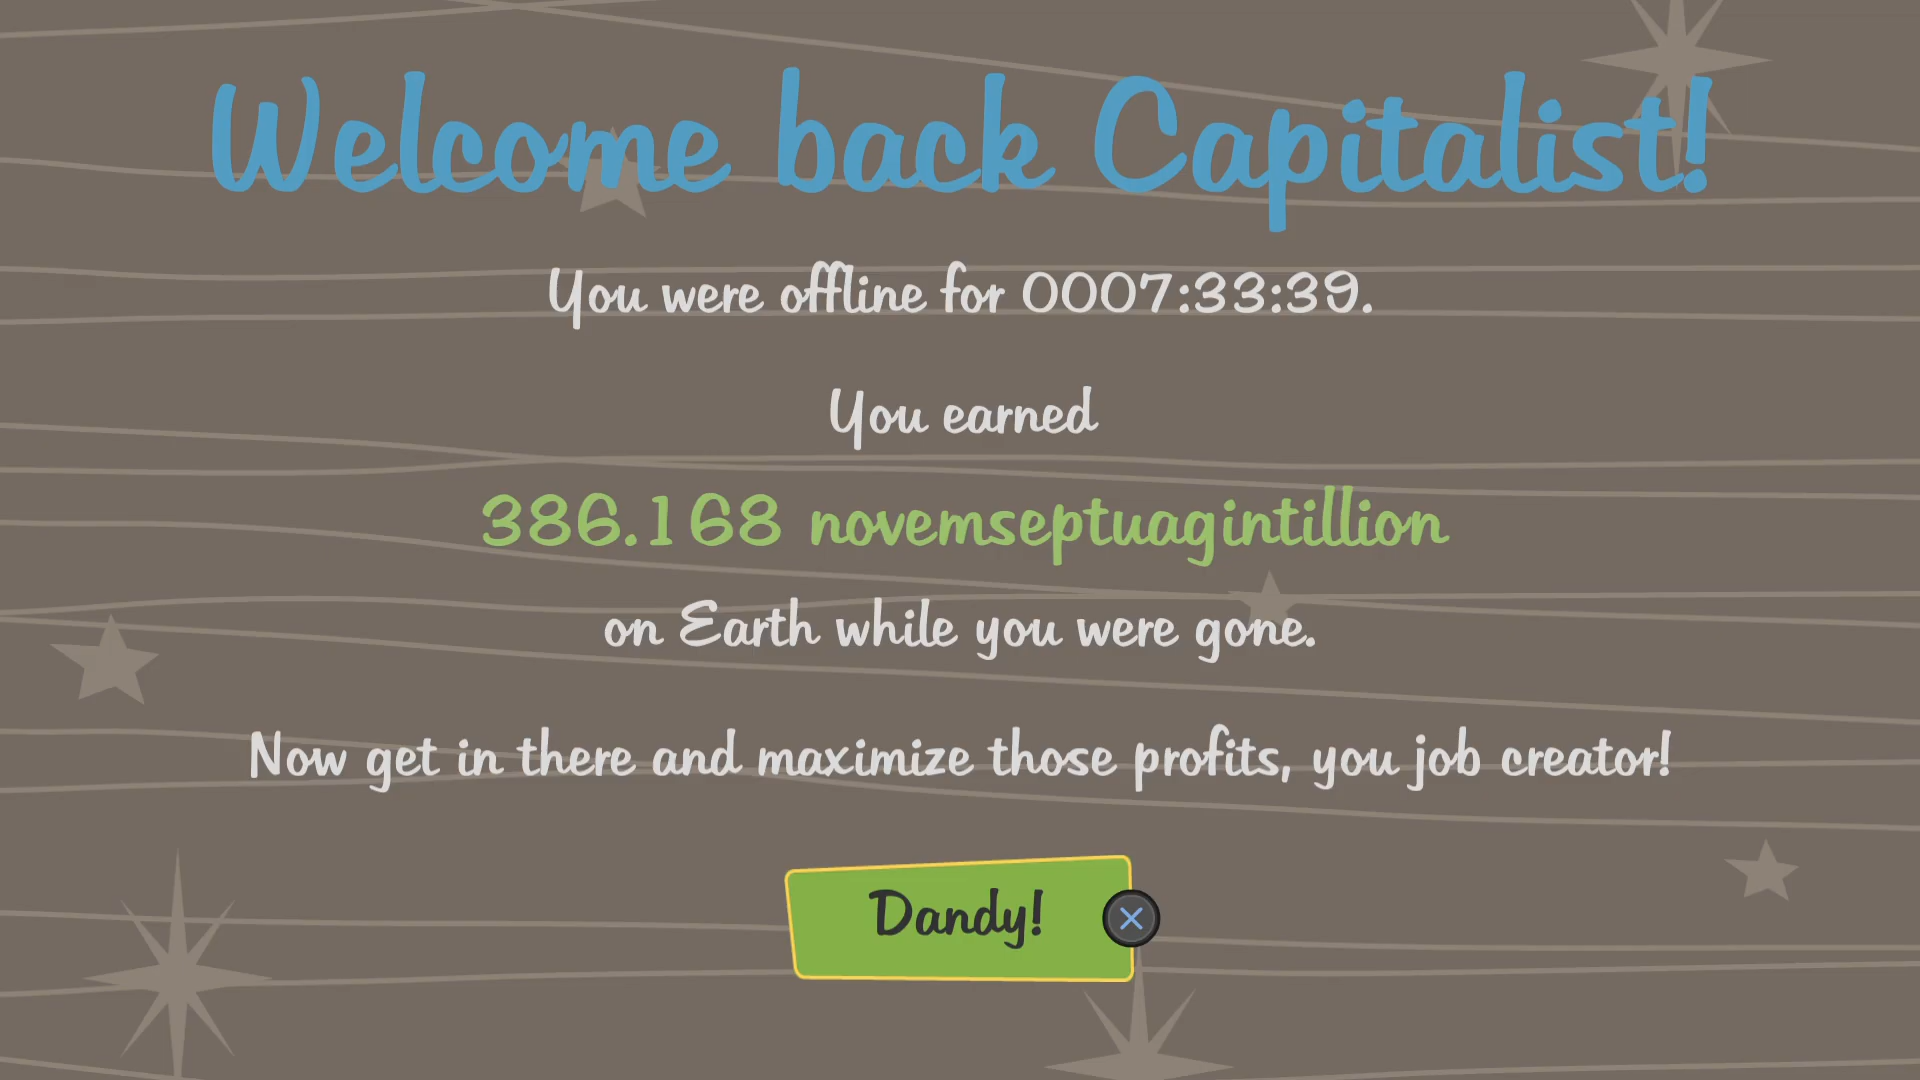 Welcome back Capitalist!
You were offline for 0007:33:39.
You earned
386.168 novemseptuagintillion
on Earth while you were gone.
Now get in there and maximize those profits, you job creator!
Dandy!